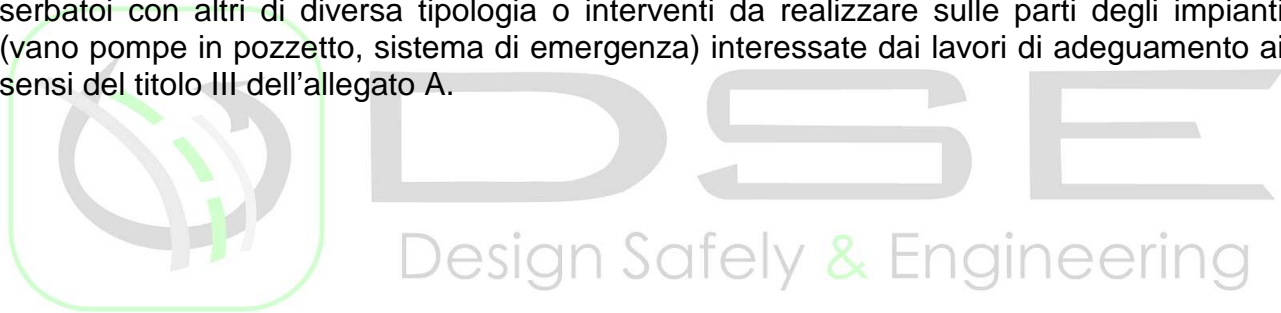 serbatoi con altri di diversa tipologia o interventi da realizzare sulle parti degli impianti
(vano pompe in pozzetto, sistema di emergenza) interessate dai lavori di adeguamento ai
sensi del titolo III dell'allegato A.
DSE
Design Safely & Engineering